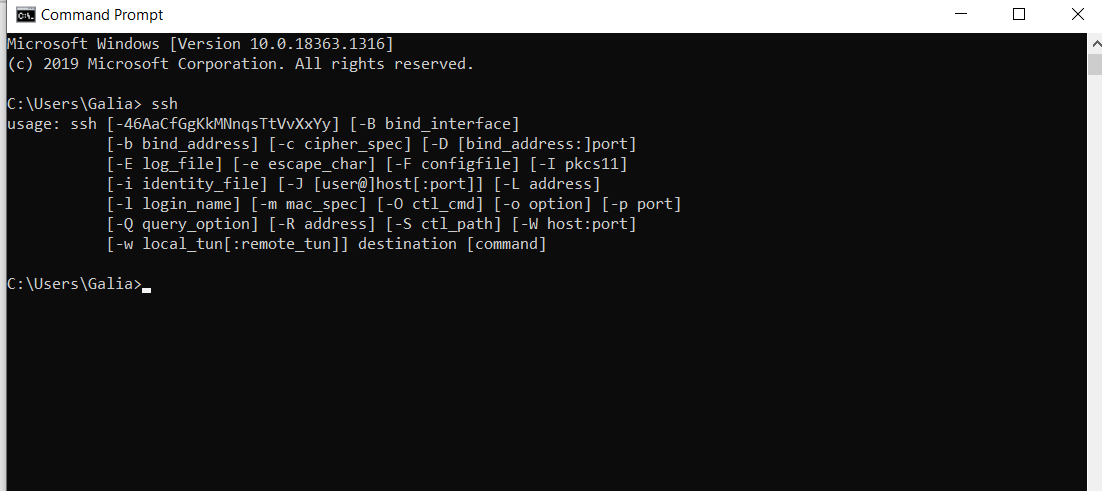 Command Prompt
Microsoft Windows [Version 10.0.18363.1316]
(c) 2019 Microsoft Corporation. All rights reserved.
C:\Users\Galia> ssh
usage: ssh [-46AaCfGgKkMNnqsTtVvXxYy] [-B bind_interface]
[-b bind_address] [-c cipher_spec] [-D [bind_address:]port]
[-E log_file] [-e escape_char] [-F configfile] [-I pkcs11]
[-i identity_file] [-J [user@]host[:port]] [-L address]
[-l login_name] [-m mac_spec] [-O ctl_cmd] [-o option] [-p port]
[-Q query_option] [-R address] [-S ctl_path] [-W host:port]
[-w local_tun[:remote_tun]] destination [command]
C:\Users\Galia>